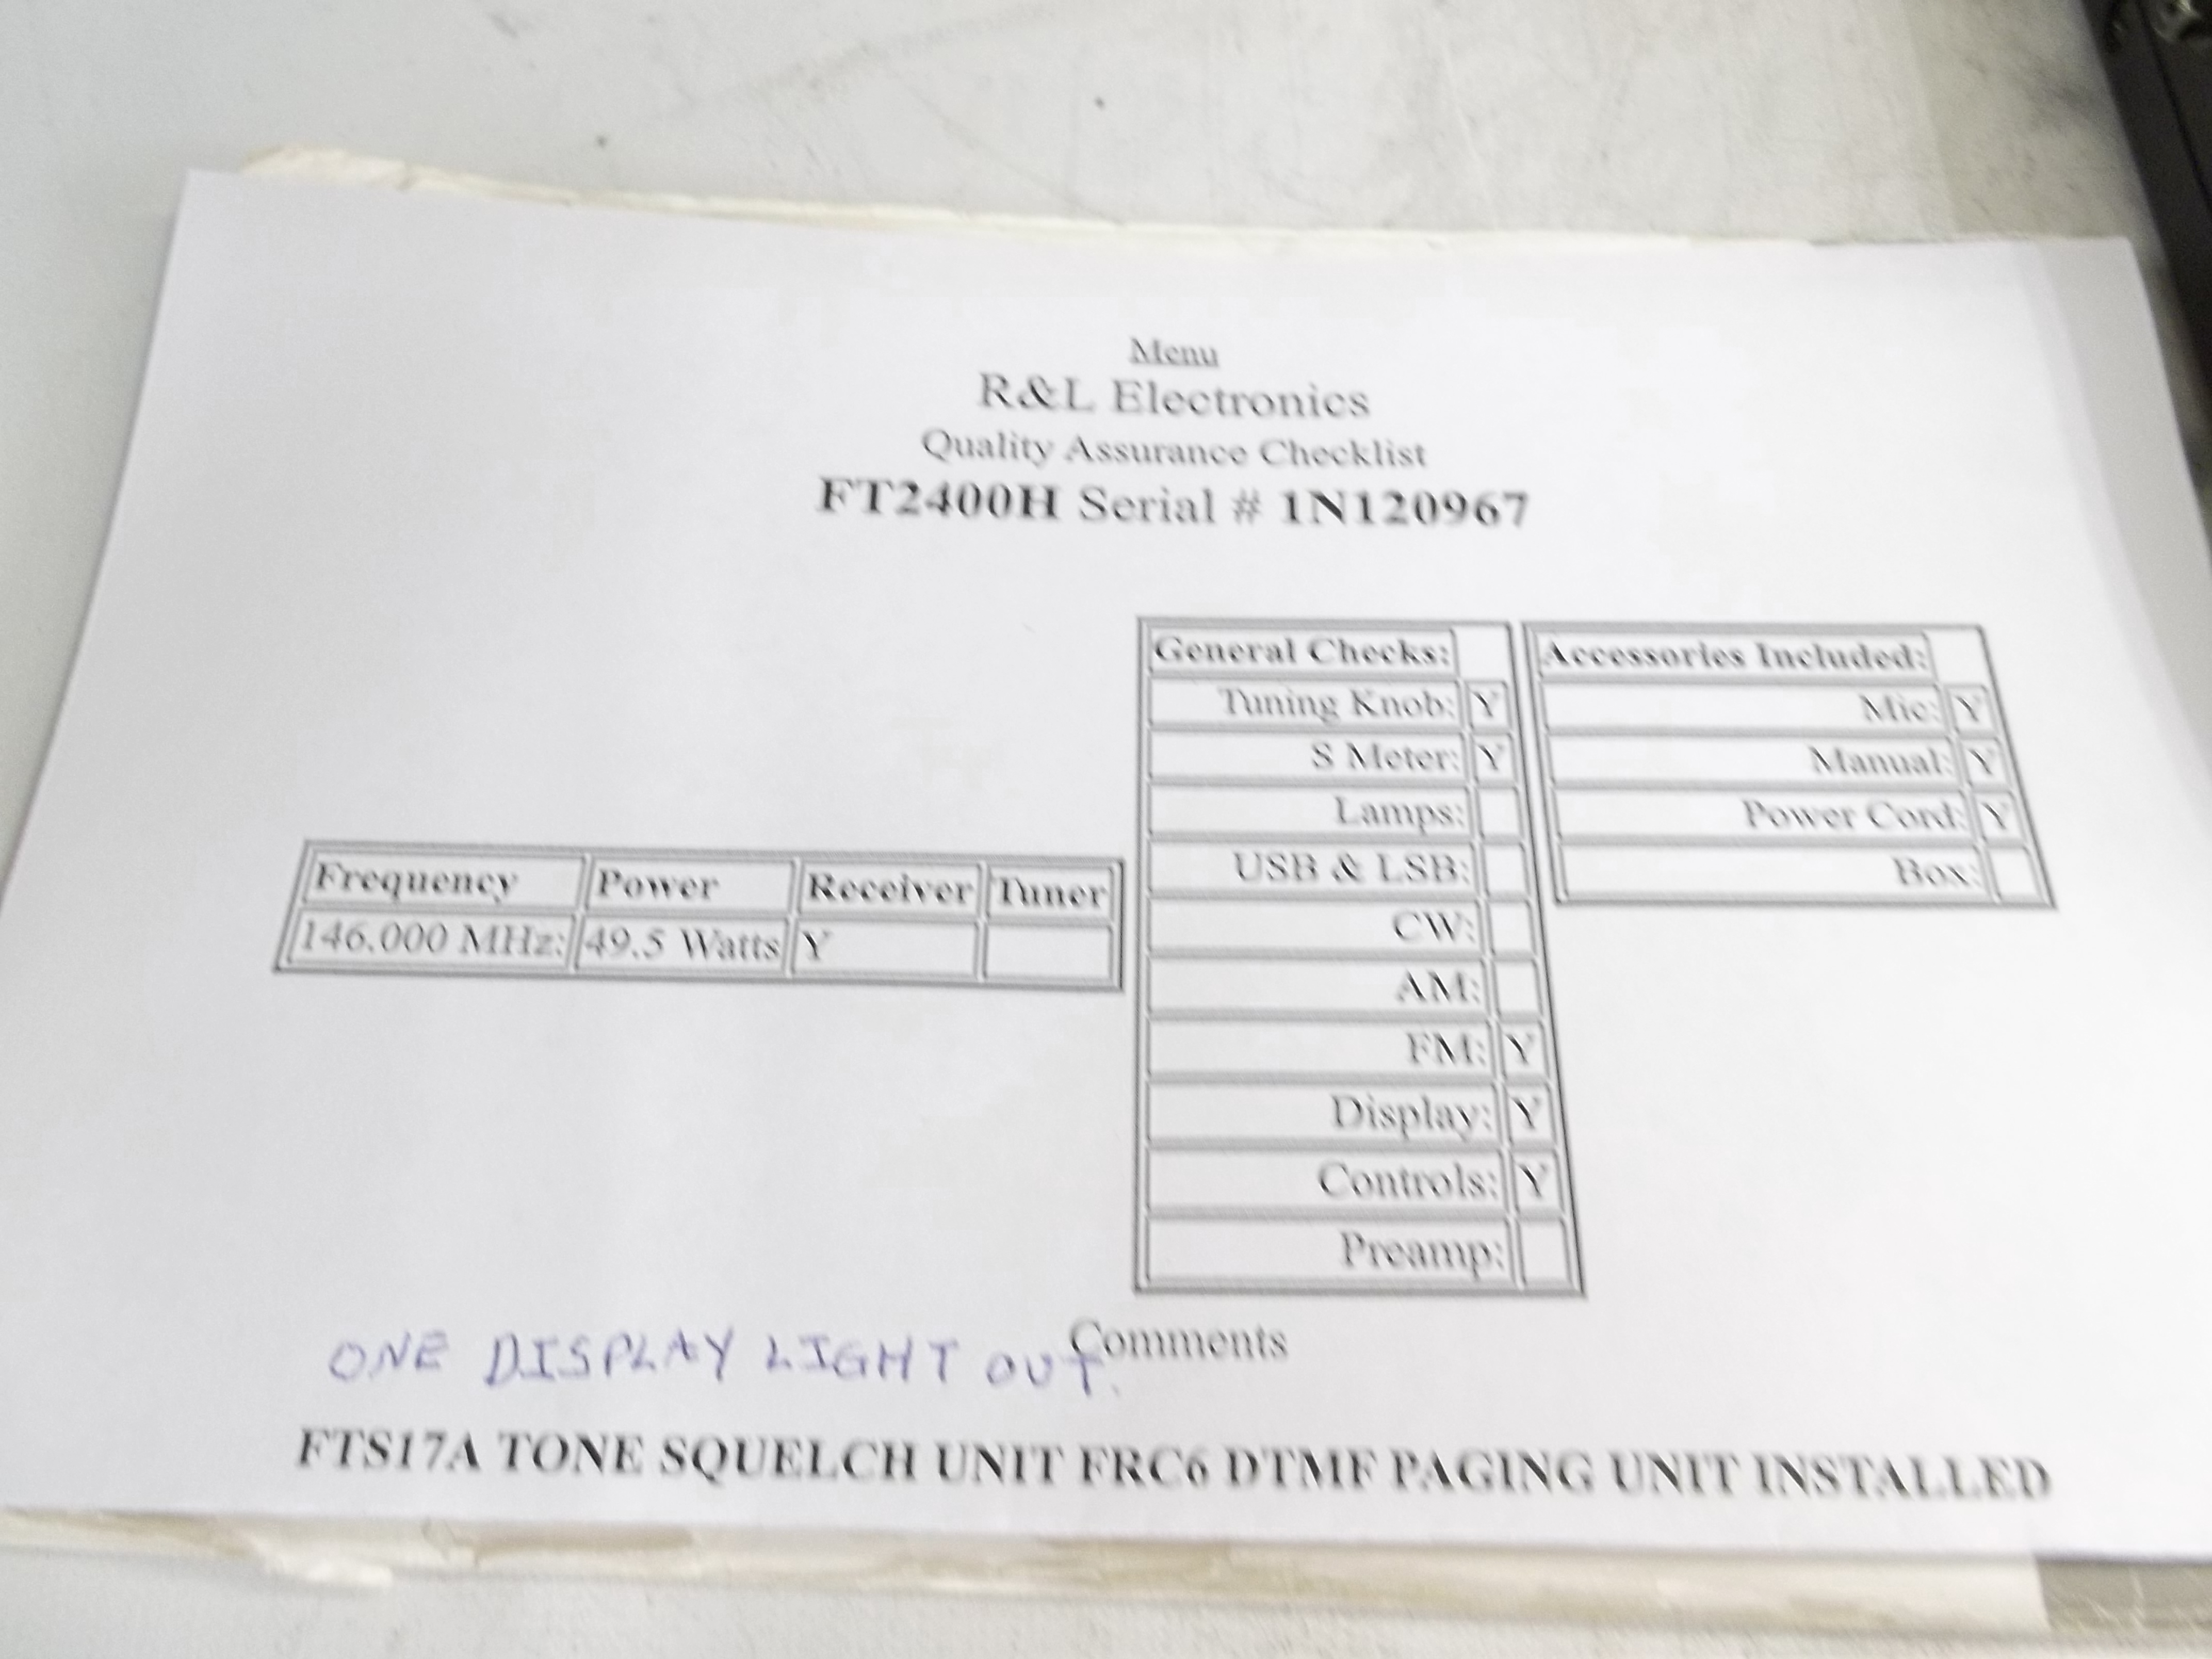 Menu
R&L Electronics
Quality Assurance Checklist
FT2400H Serial # 1N120967
General Checks:
Tuning Knob: Y
S Meter: Y
Lamps:
USB & LSB:
CW:
AM:
FM: Y
Display: Y
Controls: Y
Preamp:
Accessories Included:
Mic: Y
Manual: Y
Power Cord: Y
Box:
Frequency Power Receiver Tuner
146.000 MHz: 49.5 Watts Y
Comments
ONE DISPLAY LIGHT OUT.
FTS17A TONE SQUELCH UNIT FRC6 DTMF PAGING UNIT INSTALLED